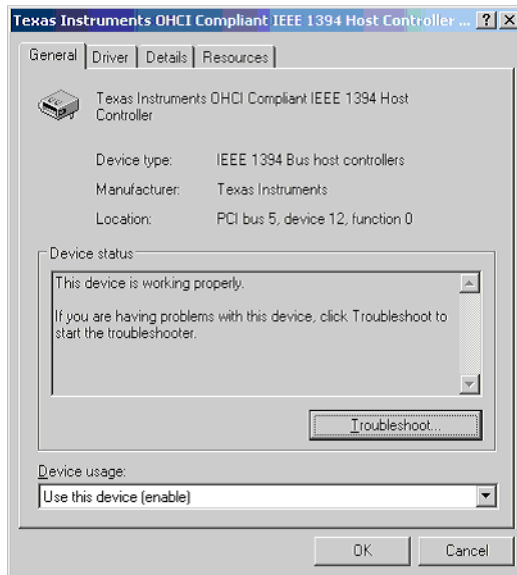 Texas Instruments OHCI Compliant IEEE 1394 Host Controller ... ? X
General Driver Details Resources
Texas Instruments OHCI Compliant IEEE 1394 Host
Controller
Device type: IEEE 1394 Bus host controllers
Manufacturer: Texas Instruments
Location: PCI bus 5, device 12, function 0
Device status
This device is working properly.
If you are having problems with this device, click Troubleshoot to
start the troubleshooter.
Troubleshoot...
Device usage:
Use this device (enable)
OK Cancel